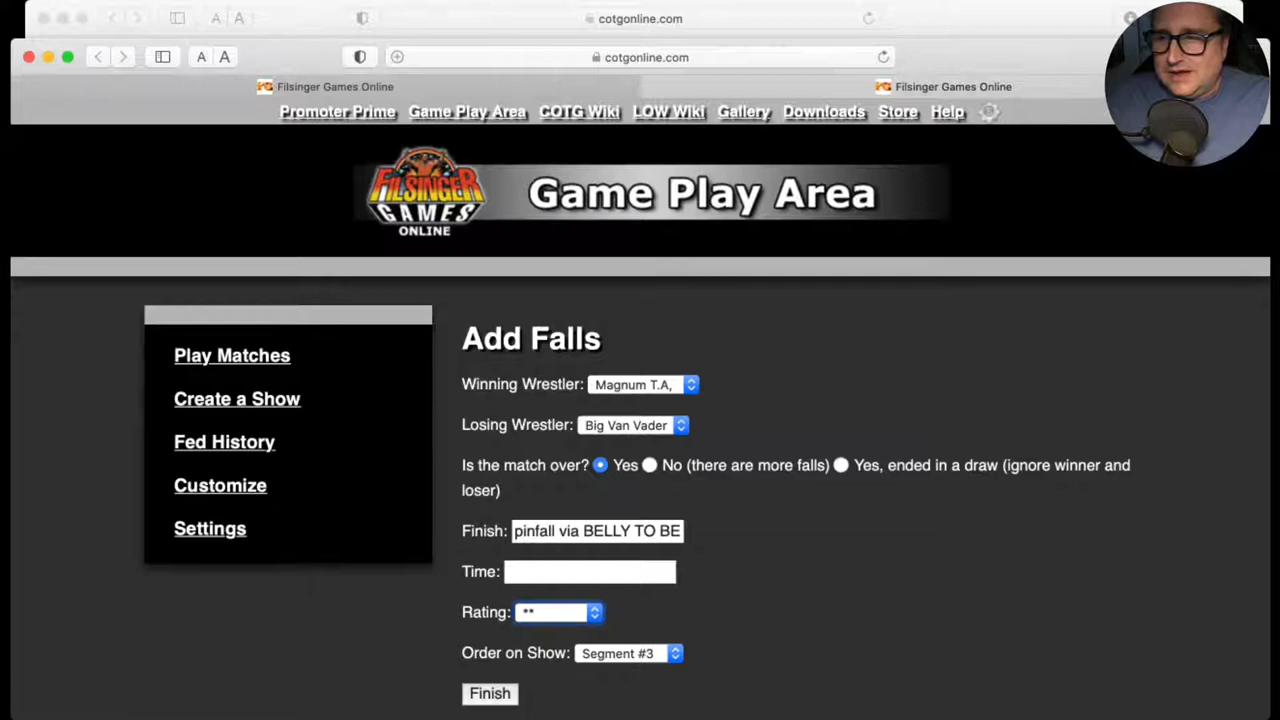 A A cotgonline.com
A A cotgonline.com
Filsinger Games Online Filsinger Games Online
Promoter Prime Game Play Area COTG Wiki LOW Wiki Gallery Downloads Store Help
FILSINGER GAMES ONLINE
Game Play Area
Play Matches
Create a Show
Fed History
Customize
Settings
Add Falls
Winning Wrestler: Magnum T.A,
Losing Wrestler: Big Van Vader
Is the match over? Yes No (there are more falls) Yes, ended in a draw (ignore winner and
loser)
Finish: pinfall via BELLY TO BE
Time:
Rating: **
Order on Show: Segment #3
Finish